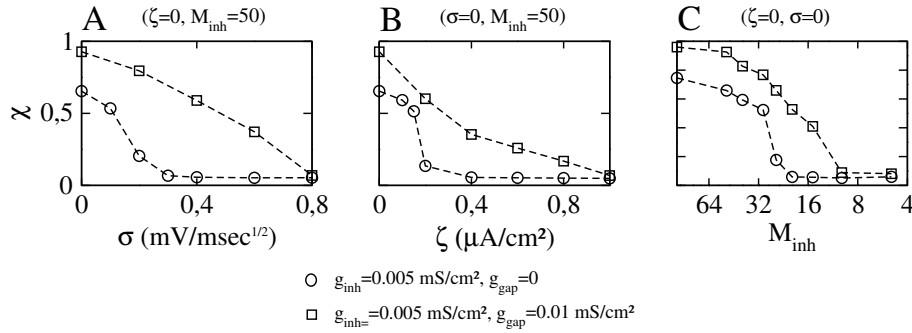 A (ζ=0, M_inh=50)
B (σ=0, M_inh=50)
C (ζ=0, σ=0)
1
0,5
0
χ
0 0,4 0,8
0 0,4 0,8
64 32 16 8 4
σ (mV/msec^1/2)
ζ (μA/cm²)
M_inh
g_inh=0.005 mS/cm², g_gap=0
g_inh==0.005 mS/cm², g_gap=0.01 mS/cm²